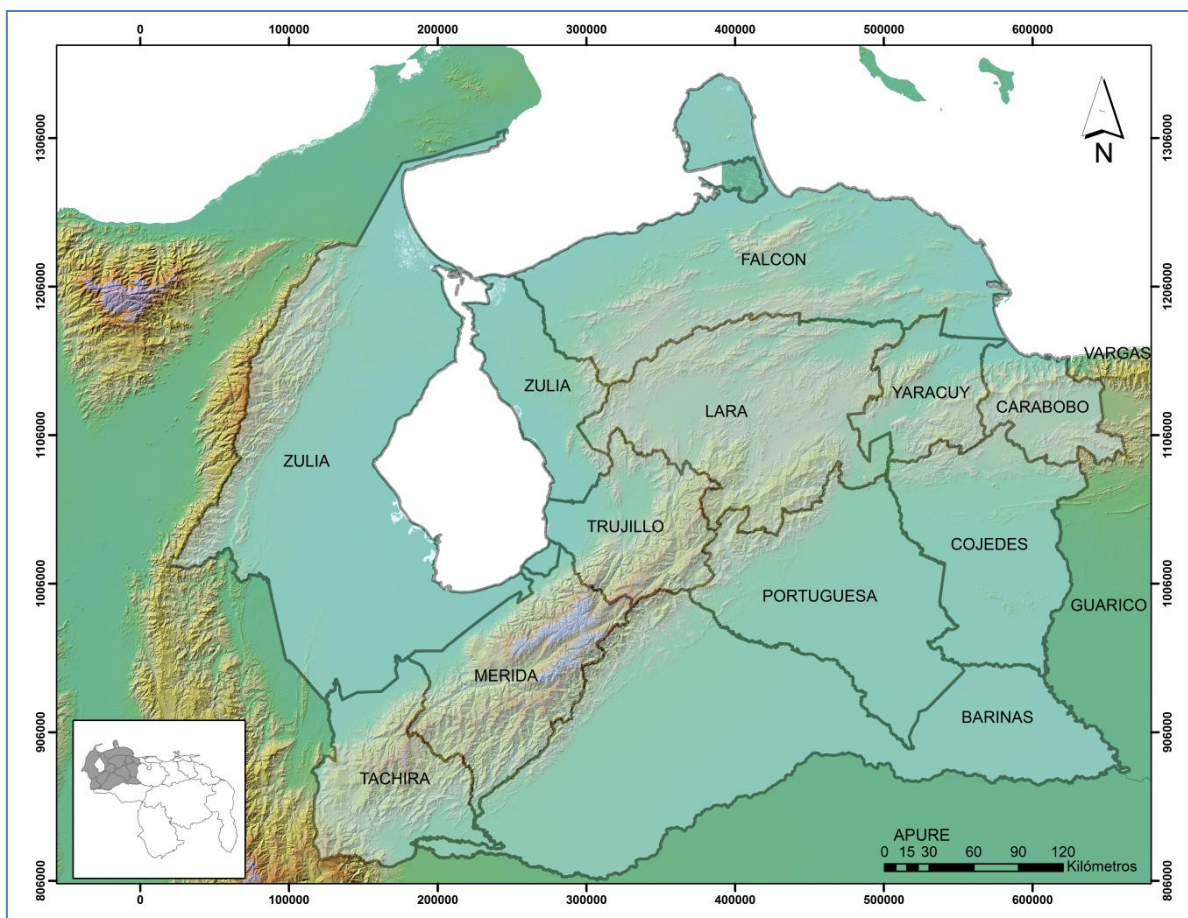 0 100000 200000 300000 400000 500000 600000
1306000 1306000
N
FALCON
1206000 1206000
VARGAS
ZULIA
YARACUY
LARA
CARABOBO
1106000 1106000
ZULIA
TRUJILLO
COJEDES
PORTUGUESA
1006000 1006000
GUARICO
MERIDA
BARINAS
906000 906000
TACHIRA
APURE
0 15 30 60 90 120
Kilómetros
806000 806000
0 100000 200000 300000 400000 500000 600000